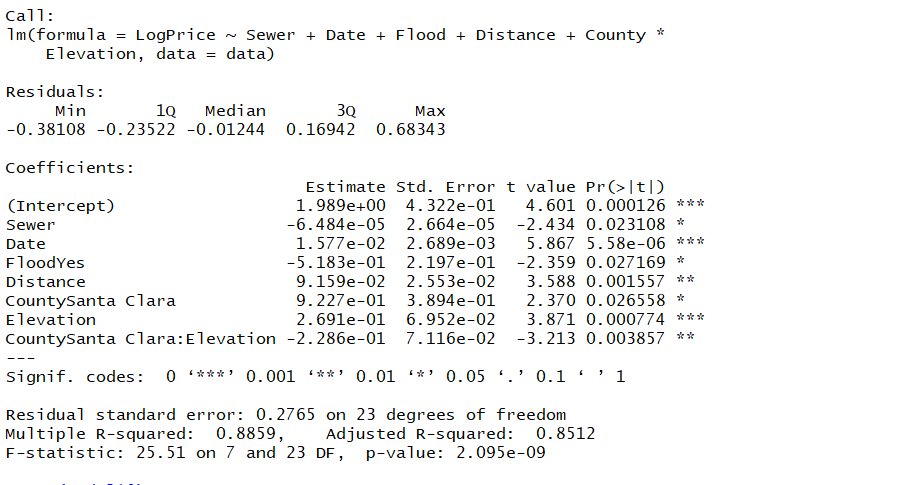 Call:
lm(formula = LogPrice ~ Sewer + Date + Flood + Distance + County *
    Elevation, data = data)
Residuals:
     Min       1Q   Median       3Q      Max
-0.38108 -0.23522 -0.01244  0.16942  0.68343
Coefficients:
                             Estimate Std. Error t value Pr(>|t|)
(Intercept)                 1.989e+00  4.322e-01   4.601 0.000126 ***
Sewer                      -6.484e-05  2.664e-05  -2.434 0.023108 *
Date                        1.577e-02  2.689e-03   5.867 5.58e-06 ***
FloodYes                   -5.183e-01  2.197e-01  -2.359 0.027169 *
Distance                    9.159e-02  2.553e-02   3.588 0.001557 **
CountySanta Clara           9.227e-01  3.894e-01   2.370 0.026558 *
Elevation                   2.691e-01  6.952e-02   3.871 0.000774 ***
CountySanta Clara:Elevation -2.286e-01  7.116e-02  -3.213 0.003857 **
---
Signif. codes:  0 ‘***’ 0.001 ‘**’ 0.01 ‘*’ 0.05 ‘.’ 0.1 ‘ ’ 1
Residual standard error: 0.2765 on 23 degrees of freedom
Multiple R-squared:  0.8859,    Adjusted R-squared:  0.8512
F-statistic: 25.51 on 7 and 23 DF,  p-value: 2.095e-09